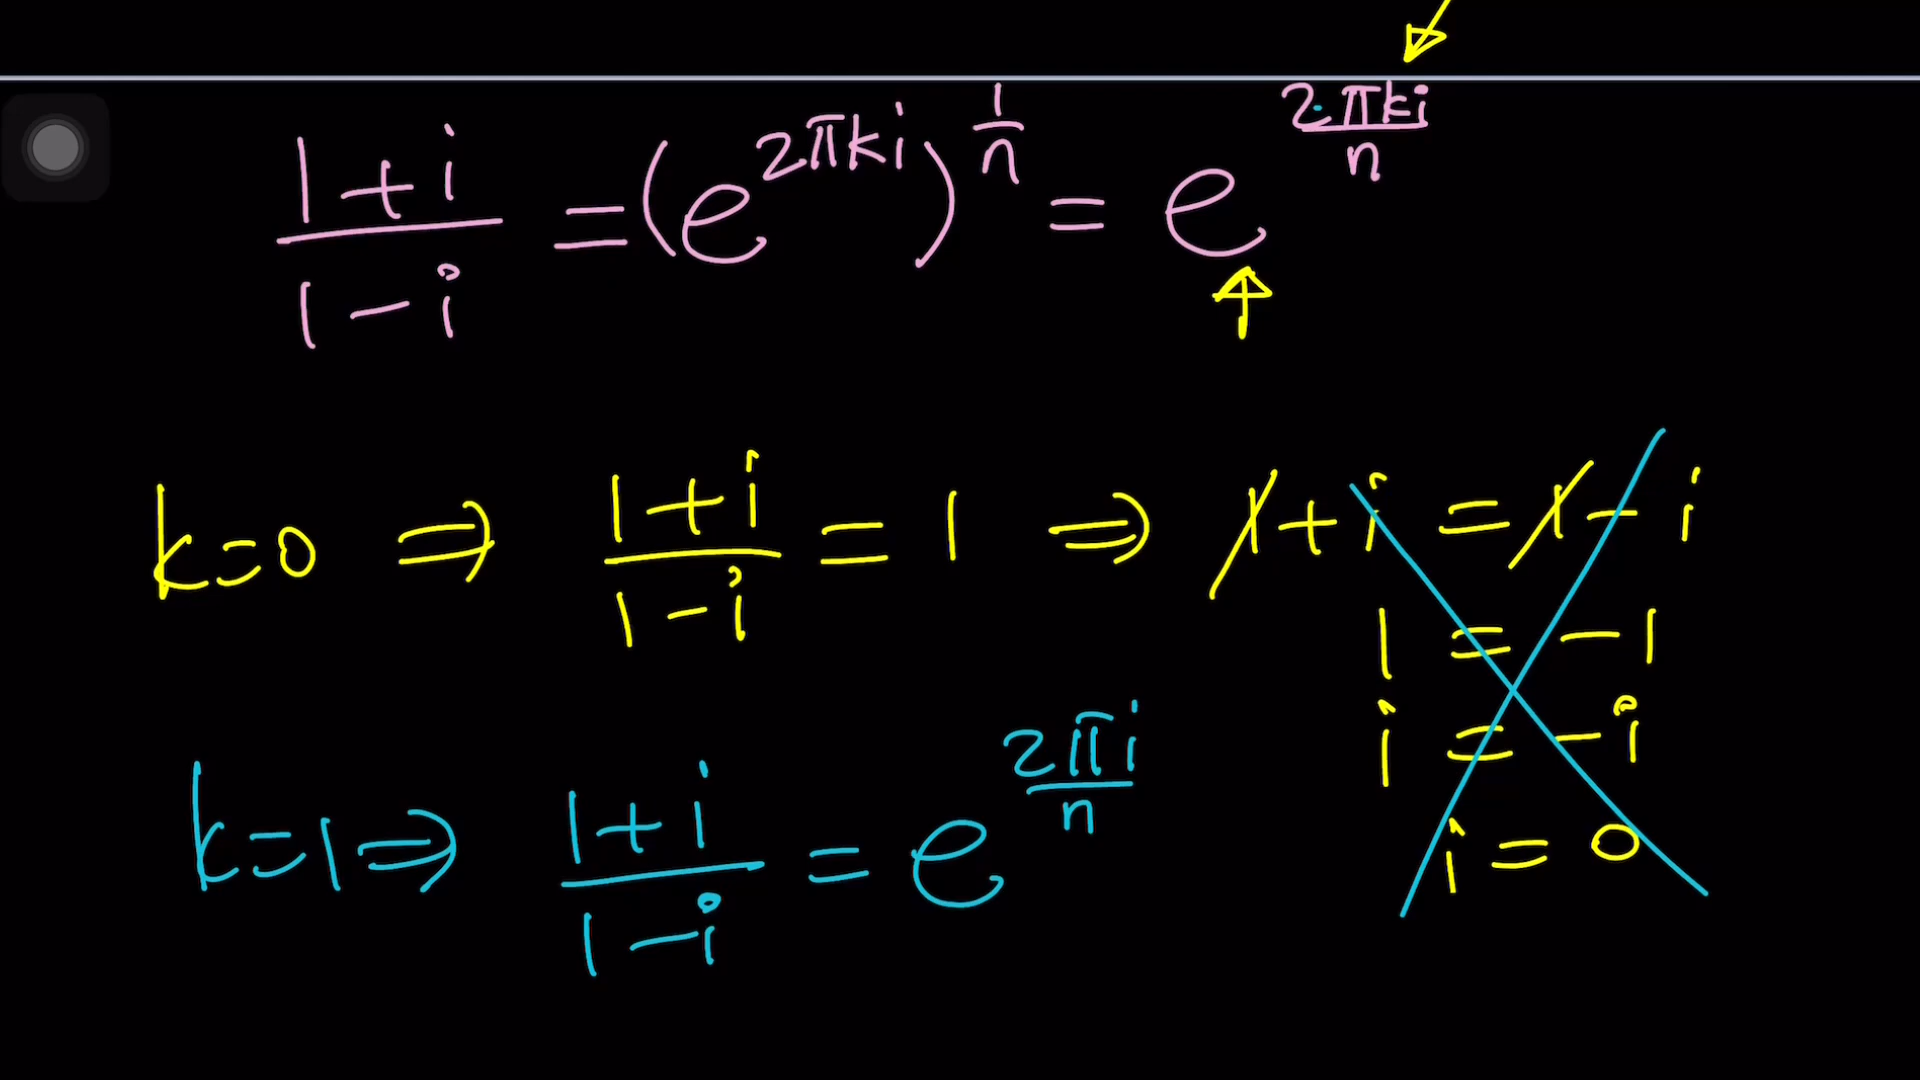 (1+i)/(1-i) = (e^(2πki))^(1/n) = e^(2πki/n)
k=0 ⇒ (1+i)/(1-i) = 1 ⇒ 1+i = 1-i
1 = -1
i = -i
i = 0
k=1 ⇒ (1+i)/(1-i) = e^(2πi/n)